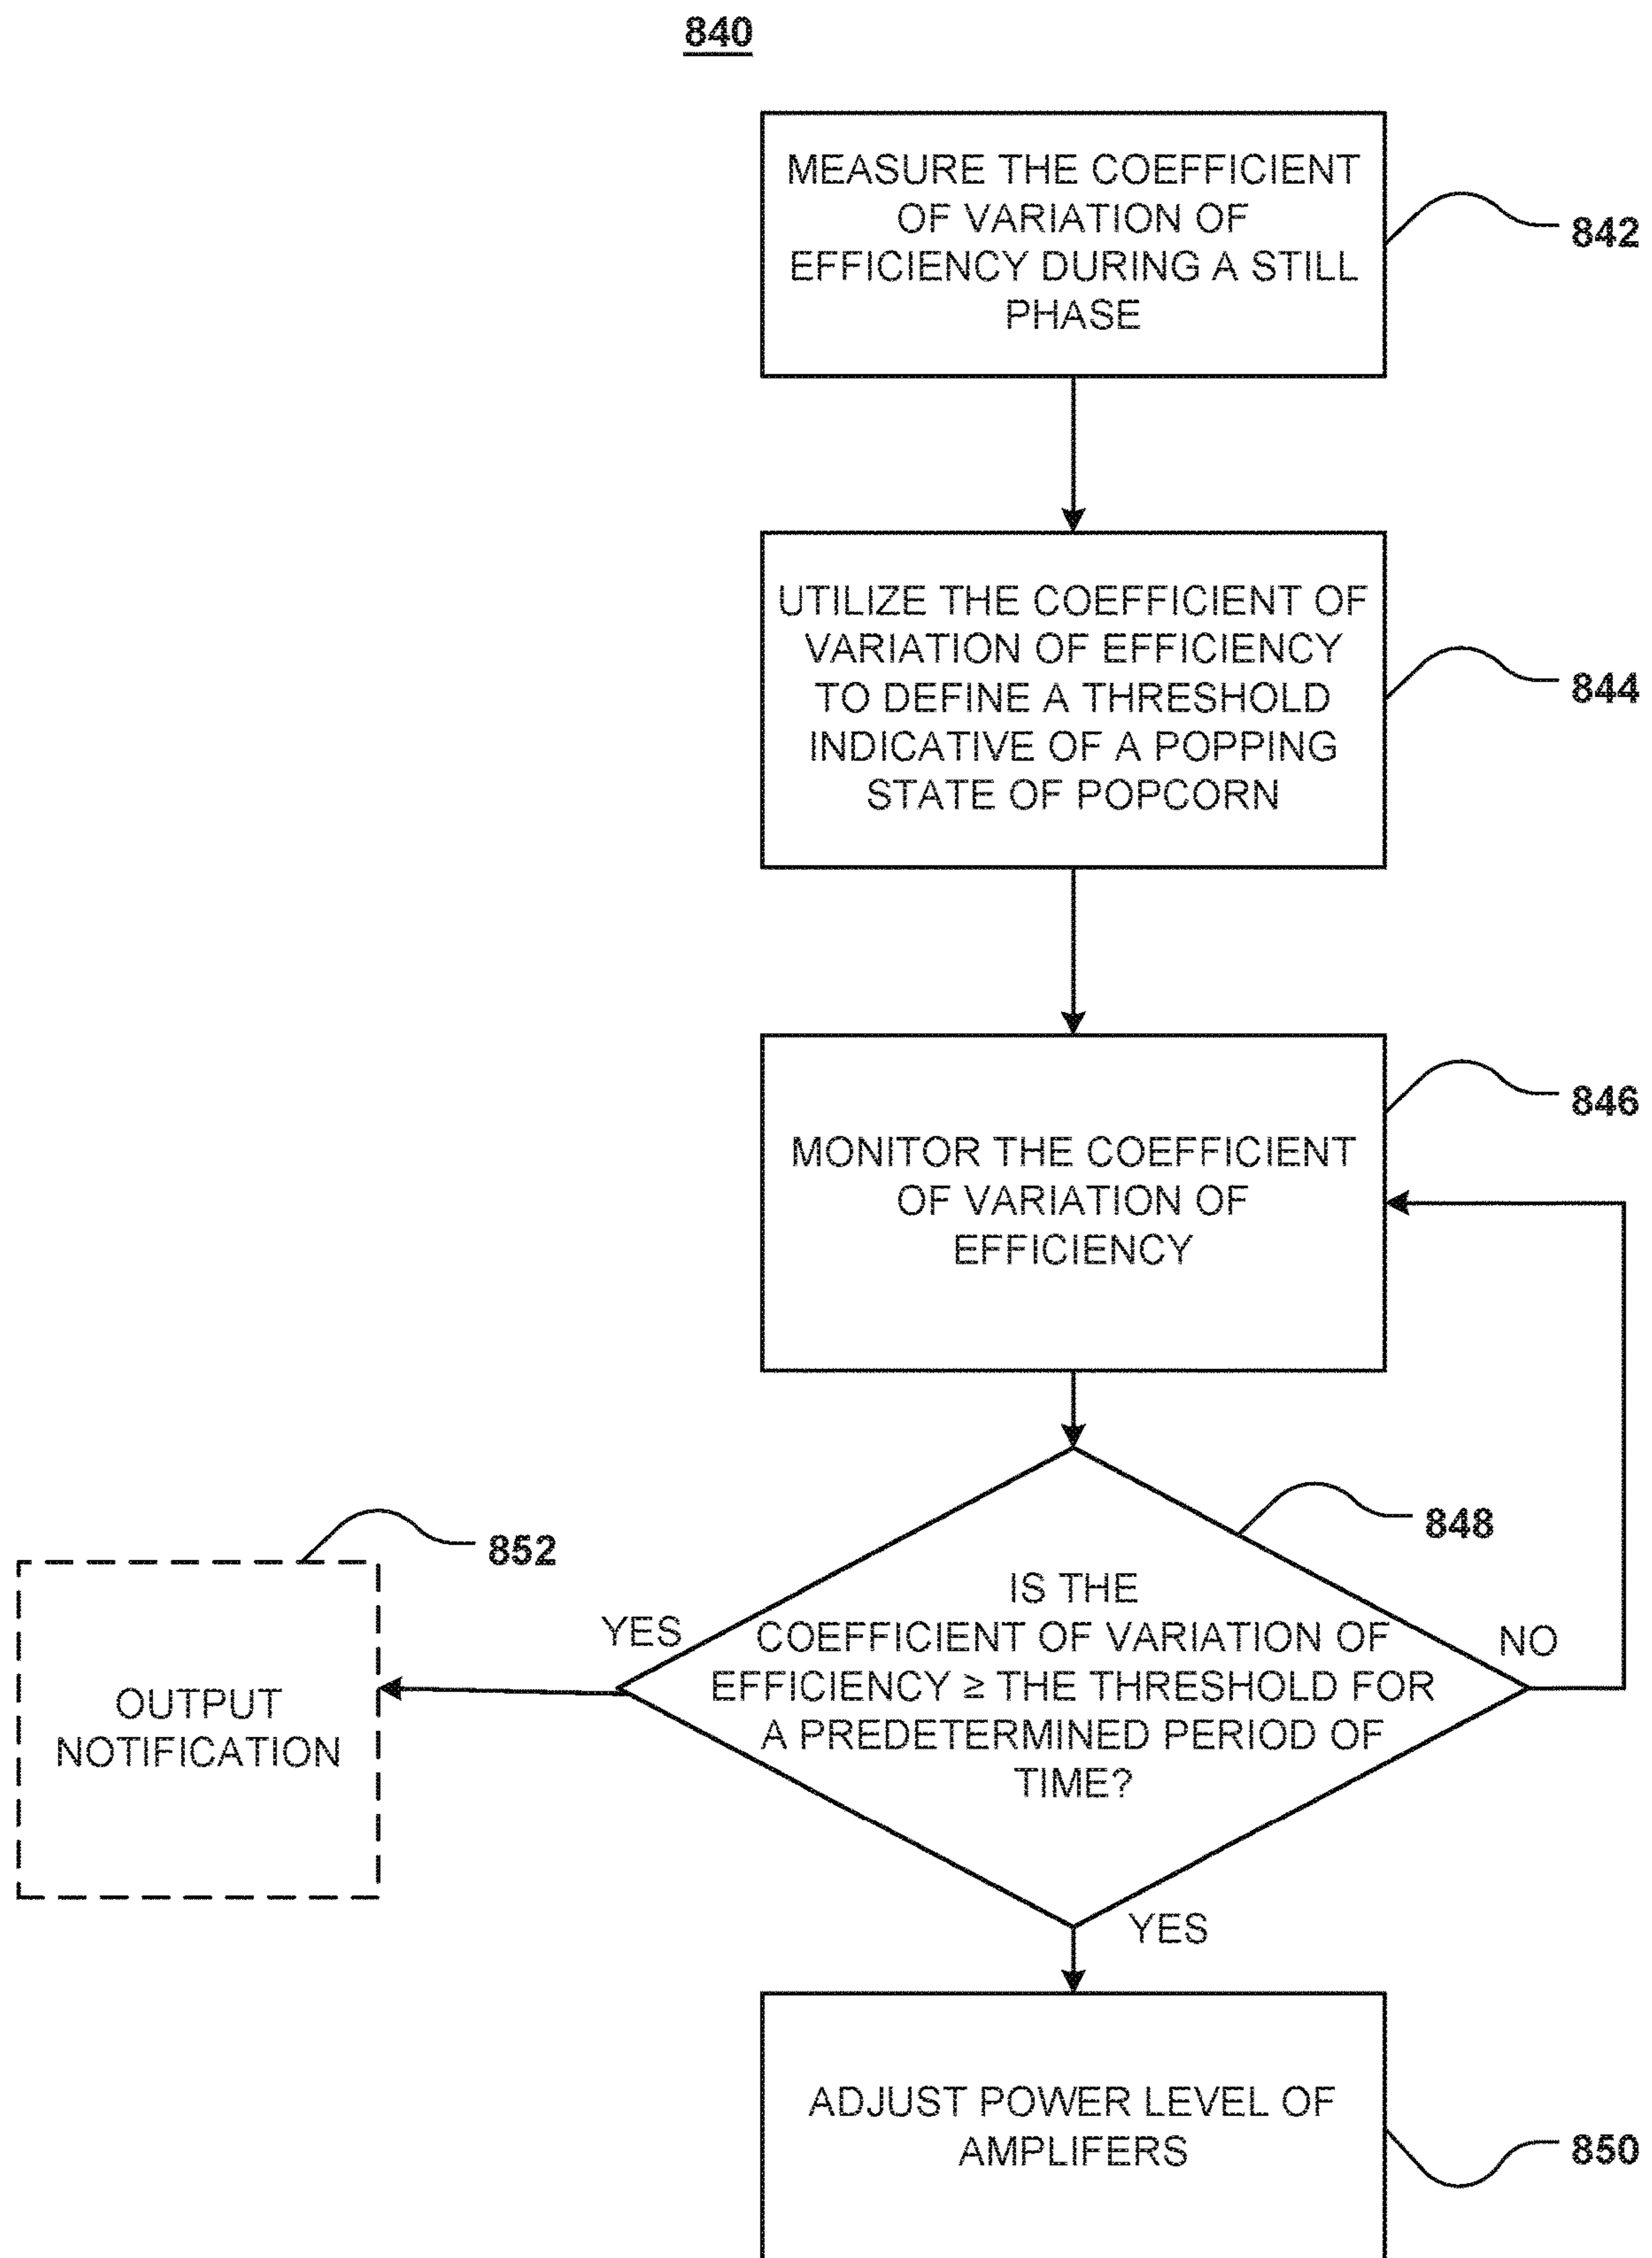 840
MEASURE THE COEFFICIENT
OF VARIATION OF
EFFICIENCY DURING A STILL
PHASE
842
UTILIZE THE COEFFICIENT OF
VARIATION OF EFFICIENCY
TO DEFINE A THRESHOLD
INDICATIVE OF A POPPING
STATE OF POPCORN
844
MONITOR THE COEFFICIENT
OF VARIATION OF
EFFICIENCY
846
IS THE
COEFFICIENT OF VARIATION OF
EFFICIENCY ≥ THE THRESHOLD FOR
A PREDETERMINED PERIOD OF
TIME?
848
NO
YES
852
OUTPUT
NOTIFICATION
YES
ADJUST POWER LEVEL OF
AMPLIFERS
850